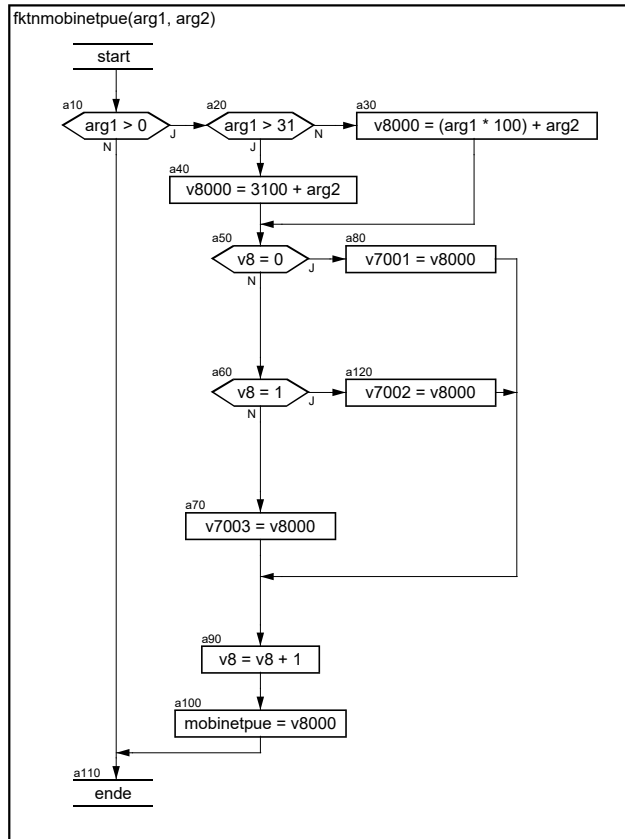 fktnmobinetpue(arg1, arg2)
start
a10
arg1 > 0
J
N
a20
arg1 > 31
N
J
a30
v8000 = (arg1 * 100) + arg2
a40
v8000 = 3100 + arg2
a50
v8 = 0
J
N
a80
v7001 = v8000
a60
v8 = 1
J
N
a120
v7002 = v8000
a70
v7003 = v8000
a90
v8 = v8 + 1
a100
mobinetpue = v8000
a110
ende